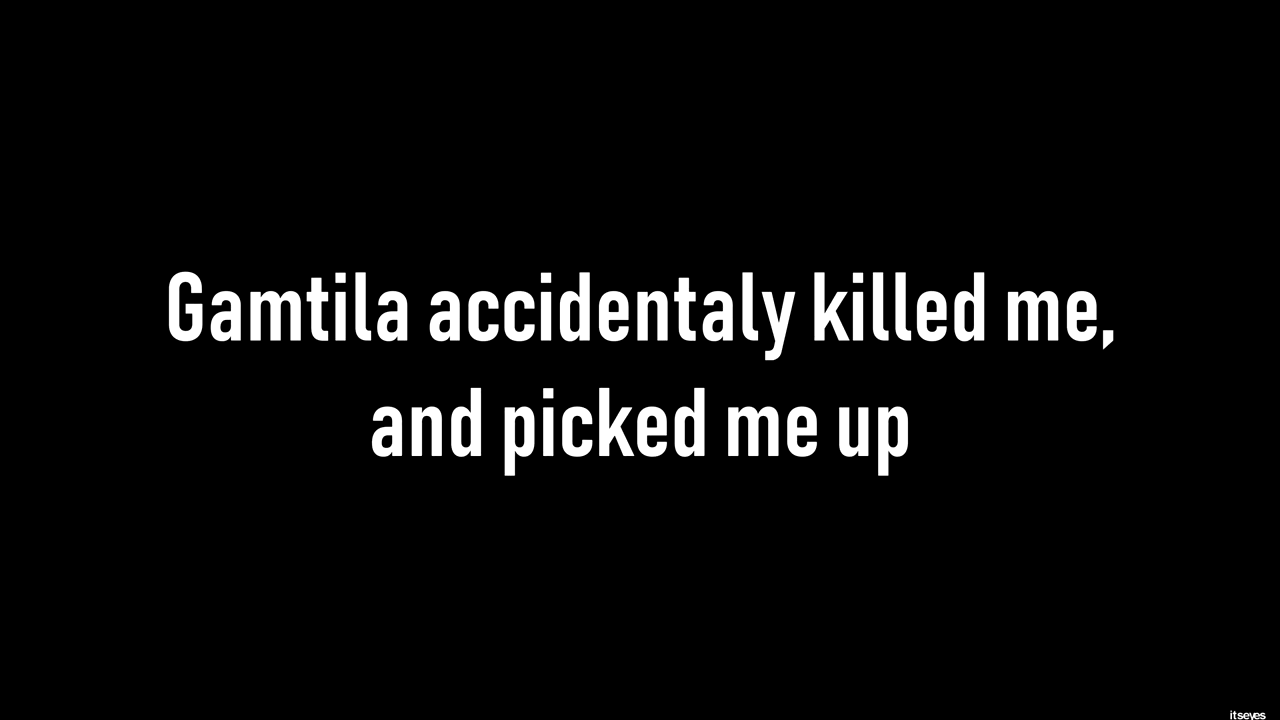 Gamtila accidentaly killed me,
and picked me up
itseyes